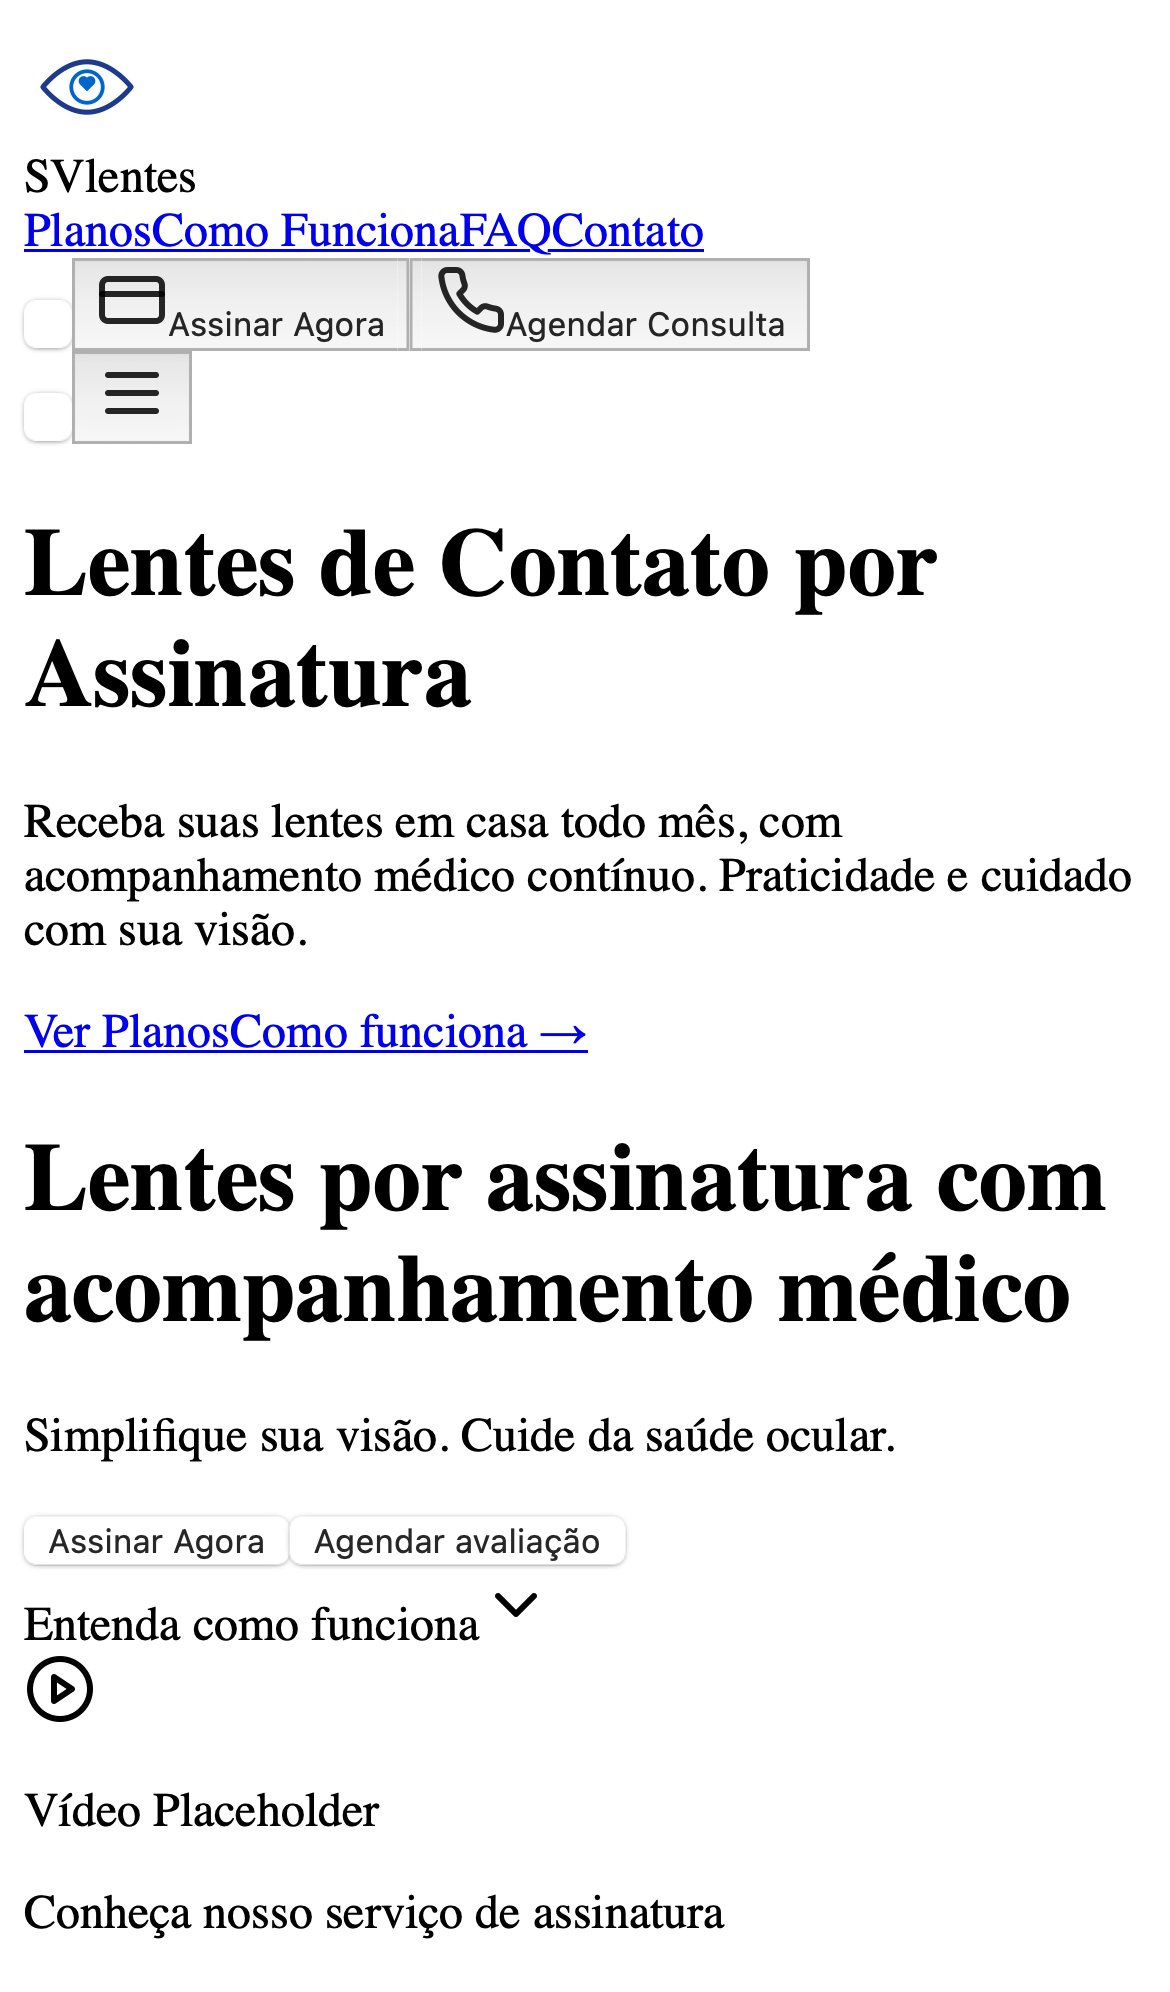 SVlentes
PlanosComo FuncionaFAQContato
Assinar Agora Agendar Consulta
Lentes de Contato por
Assinatura
Receba suas lentes em casa todo mês, com
acompanhamento médico contínuo. Praticidade e cuidado
com sua visão.
Ver PlanosComo funciona →
Lentes por assinatura com
acompanhamento médico
Simplifique sua visão. Cuide da saúde ocular.
Assinar Agora Agendar avaliação
Entenda como funciona
Vídeo Placeholder
Conheça nosso serviço de assinatura